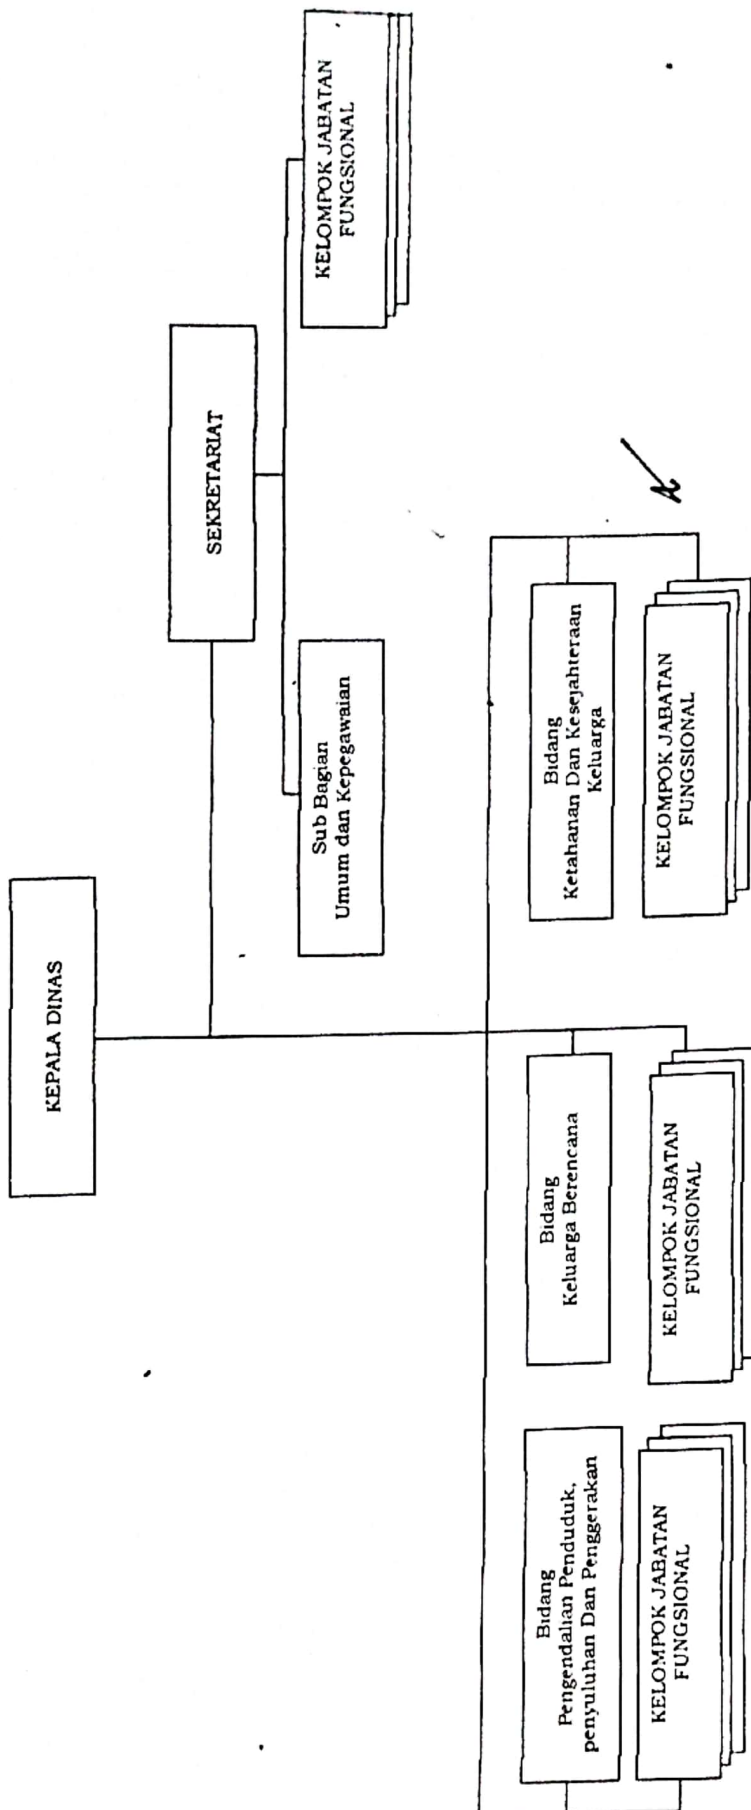 KEPALA DINAS
SEKRETARIAT
Sub Bagian
Umum dan Kepegawaian
KELOMPOK JABATAN
FUNGSIONAL
Bidang
Pengendalian Penduduk,
penyuluhan Dan Penggerakan
KELOMPOK JABATAN
FUNGSIONAL
Bidang
Keluarga Berencana
KELOMPOK JABATAN
FUNGSIONAL
Bidang
Ketahanan Dan Kesejahteraan
Keluarga
KELOMPOK JABATAN
FUNGSIONAL